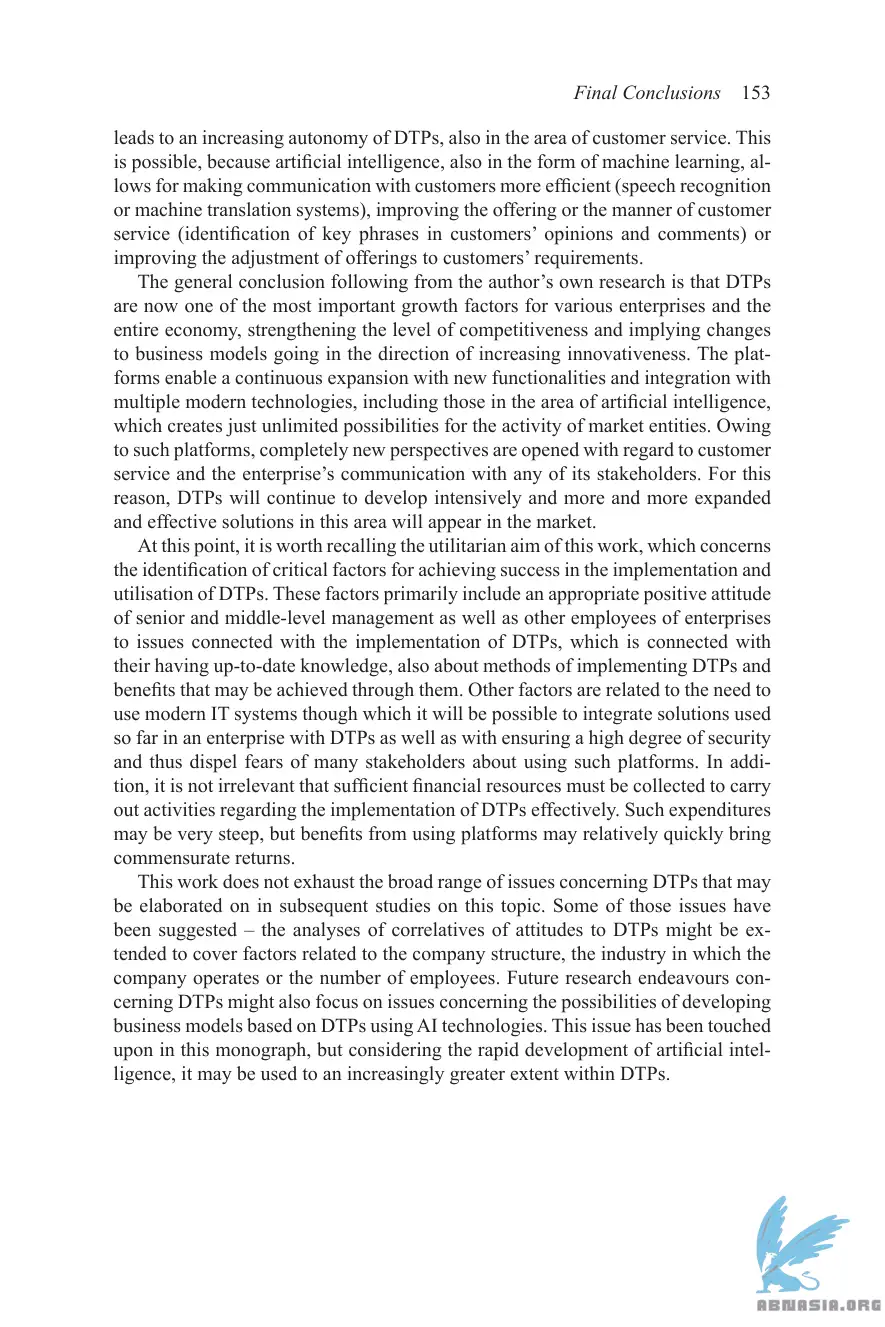 Final Conclusions 153
leads to an increasing autonomy of DTPs, also in the area of customer service. This
is possible, because artificial intelligence, also in the form of machine learning, al-
lows for making communication with customers more efficient (speech recognition
or machine translation systems), improving the offering or the manner of customer
service (identification of key phrases in customers’ opinions and comments) or
improving the adjustment of offerings to customers’ requirements.
The general conclusion following from the author’s own research is that DTPs
are now one of the most important growth factors for various enterprises and the
entire economy, strengthening the level of competitiveness and implying changes
to business models going in the direction of increasing innovativeness. The plat-
forms enable a continuous expansion with new functionalities and integration with
multiple modern technologies, including those in the area of artificial intelligence,
which creates just unlimited possibilities for the activity of market entities. Owing
to such platforms, completely new perspectives are opened with regard to customer
service and the enterprise’s communication with any of its stakeholders. For this
reason, DTPs will continue to develop intensively and more and more expanded
and effective solutions in this area will appear in the market.
At this point, it is worth recalling the utilitarian aim of this work, which concerns
the identification of critical factors for achieving success in the implementation and
utilisation of DTPs. These factors primarily include an appropriate positive attitude
of senior and middle-level management as well as other employees of enterprises
to issues connected with the implementation of DTPs, which is connected with
their having up-to-date knowledge, also about methods of implementing DTPs and
benefits that may be achieved through them. Other factors are related to the need to
use modern IT systems though which it will be possible to integrate solutions used
so far in an enterprise with DTPs as well as with ensuring a high degree of security
and thus dispel fears of many stakeholders about using such platforms. In addi-
tion, it is not irrelevant that sufficient financial resources must be collected to carry
out activities regarding the implementation of DTPs effectively. Such expenditures
may be very steep, but benefits from using platforms may relatively quickly bring
commensurate returns.
This work does not exhaust the broad range of issues concerning DTPs that may
be elaborated on in subsequent studies on this topic. Some of those issues have
been suggested – the analyses of correlatives of attitudes to DTPs might be ex-
tended to cover factors related to the company structure, the industry in which the
company operates or the number of employees. Future research endeavours con-
cerning DTPs might also focus on issues concerning the possibilities of developing
business models based on DTPs using AI technologies. This issue has been touched
upon in this monograph, but considering the rapid development of artificial intel-
ligence, it may be used to an increasingly greater extent within DTPs.
ABNASIA.ORG